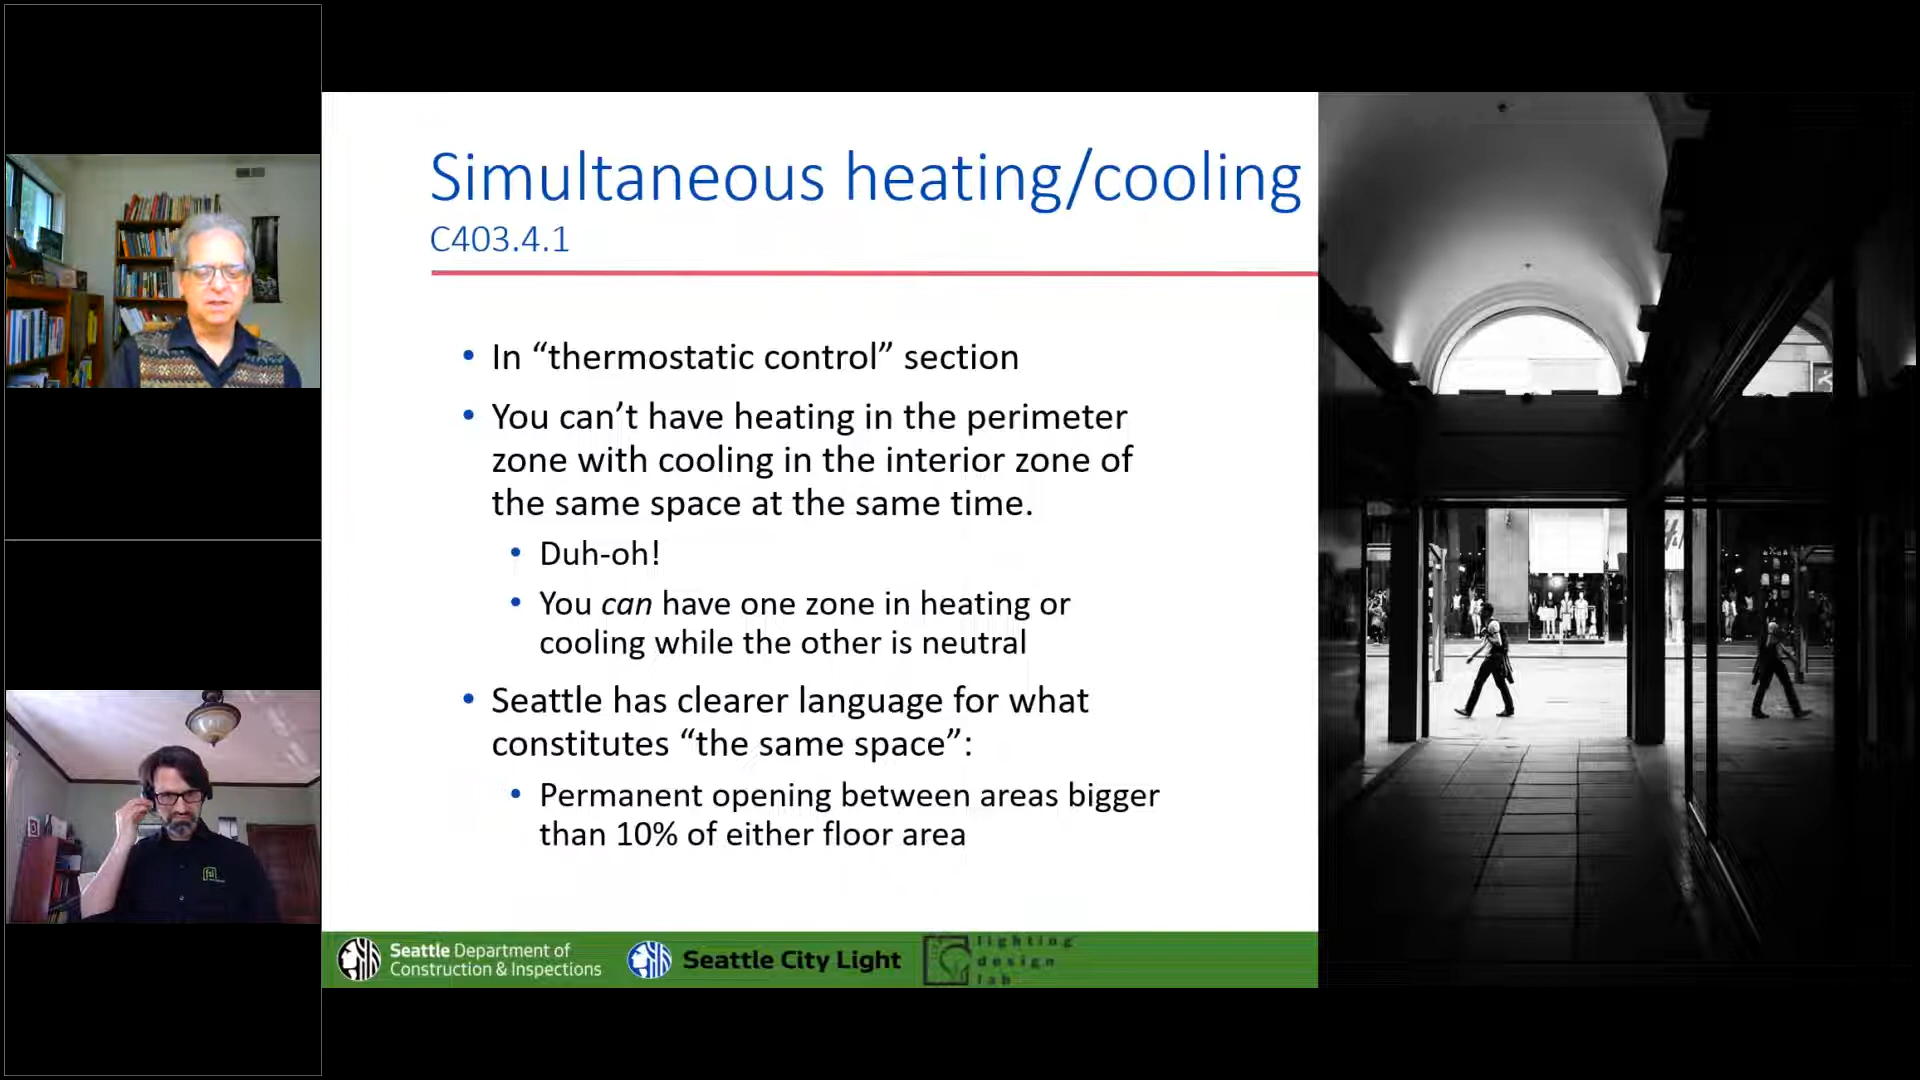 Simultaneous heating/cooling
C403.4.1
• In “thermostatic control” section
• You can’t have heating in the perimeter
zone with cooling in the interior zone of
the same space at the same time.
• Duh-oh!
• You can have one zone in heating or
cooling while the other is neutral
• Seattle has clearer language for what
constitutes “the same space”:
• Permanent opening between areas bigger
than 10% of either floor area
Seattle Department of
Construction & Inspections
Seattle City Light
lighting
design
lab